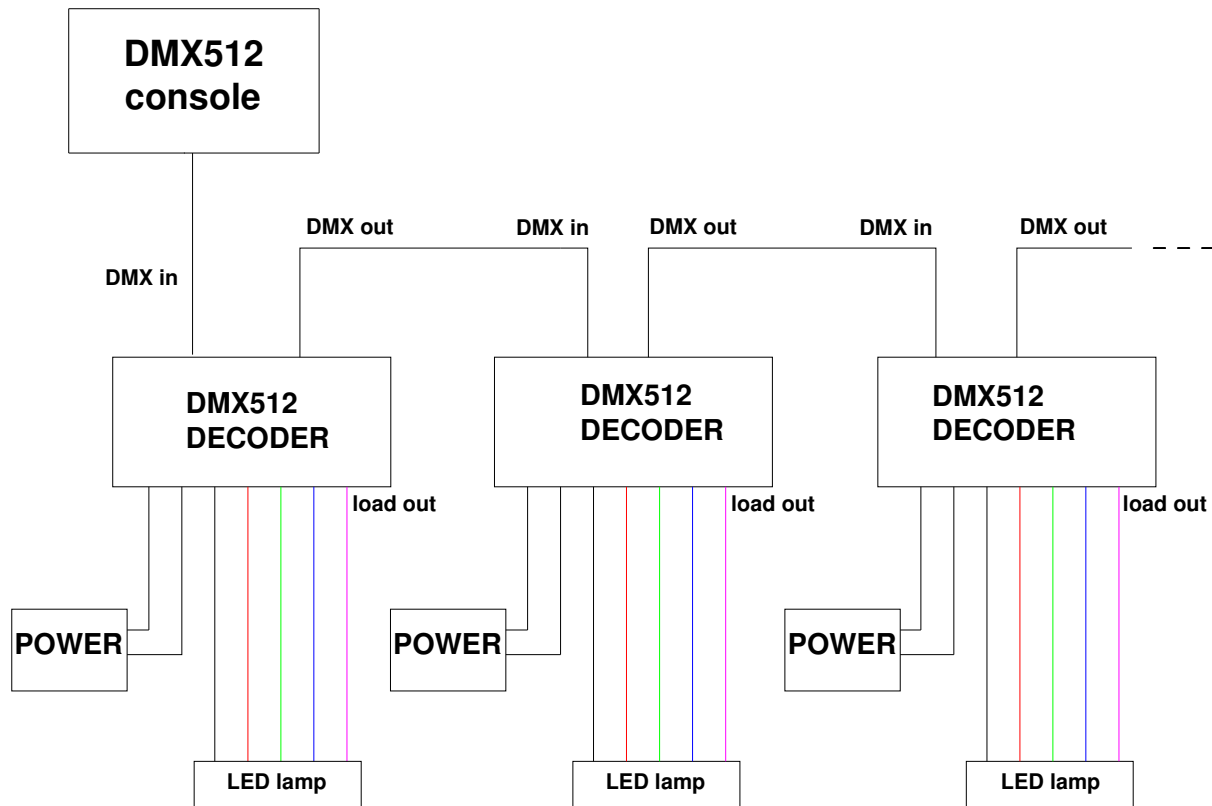 DMX512
console
DMX out
DMX in
DMX out
DMX in
DMX out
DMX in
DMX512
DECODER
DMX512
DECODER
DMX512
DECODER
load out
load out
load out
POWER
POWER
POWER
LED lamp
LED lamp
LED lamp